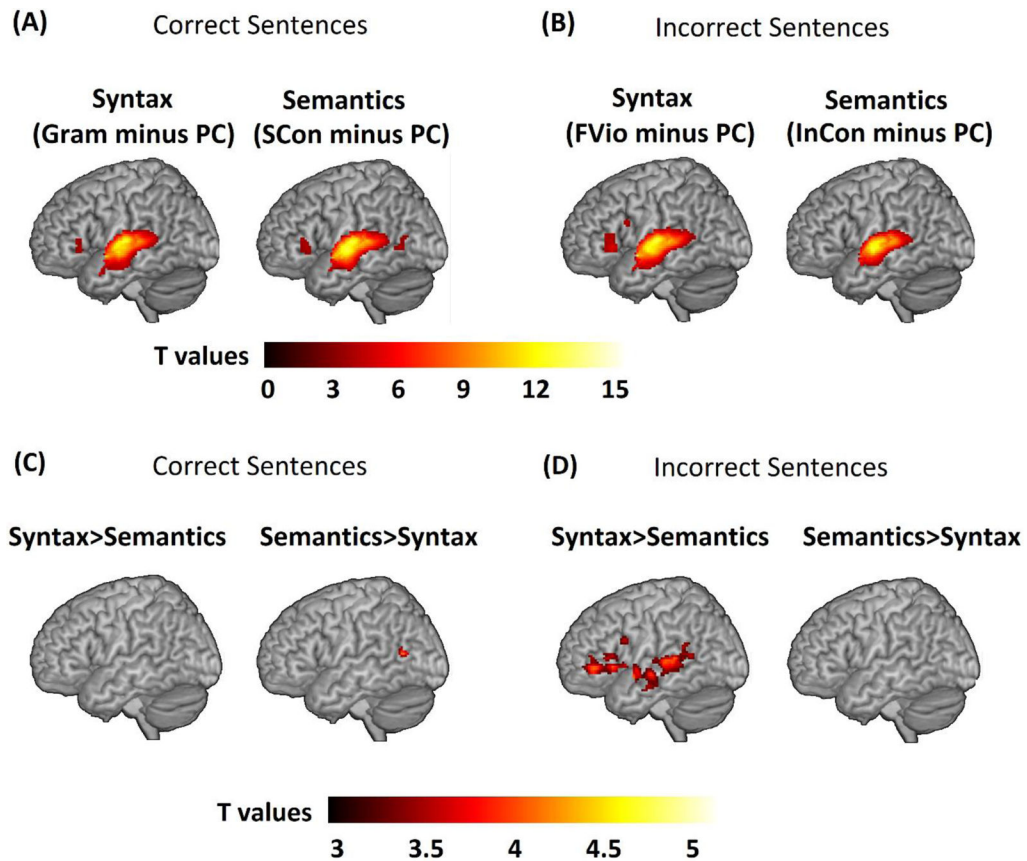 (A) Correct Sentences (B) Incorrect Sentences
Syntax Semantics Syntax Semantics
(Gram minus PC) (SCon minus PC) (FVio minus PC) (InCon minus PC)
T values
0 3 6 9 12 15
(C) Correct Sentences (D) Incorrect Sentences
Syntax>Semantics Semantics>Syntax Syntax>Semantics Semantics>Syntax
T values
3 3.5 4 4.5 5